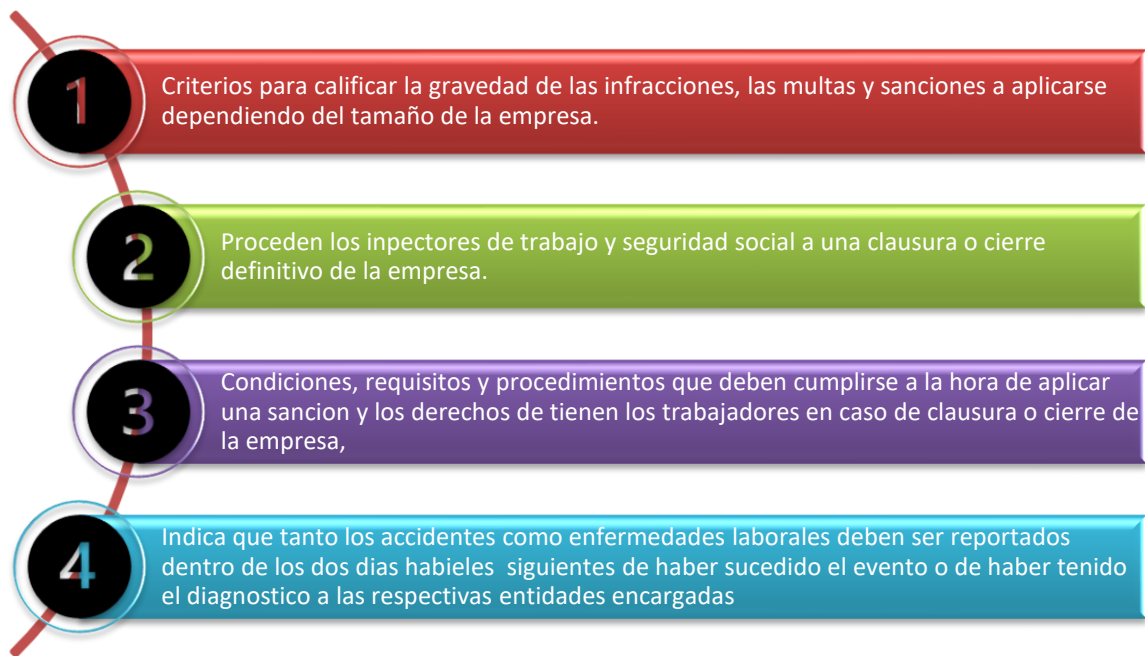 1
Criterios para calificar la gravedad de las infracciones, las multas y sanciones a aplicarse
dependiendo del tamaño de la empresa.
2
Proceden los inpectores de trabajo y seguridad social a una clausura o cierre
definitivo de la empresa.
3
Condiciones, requisitos y procedimientos que deben cumplirse a la hora de aplicar
una sancion y los derechos de tienen los trabajadores en caso de clausura o cierre de
la empresa,
4
Indica que tanto los accidentes como enfermedades laborales deben ser reportados
dentro de los dos dias habieles siguientes de haber sucedido el evento o de haber tenido
el diagnostico a las respectivas entidades encargadas